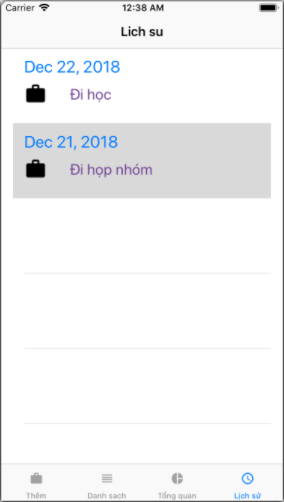 Carrier 12:38 AM
Lich su
Dec 22, 2018
Đi học
Dec 21, 2018
Đi họp nhóm
Thêm Danh sach Tổng quan Lịch sử